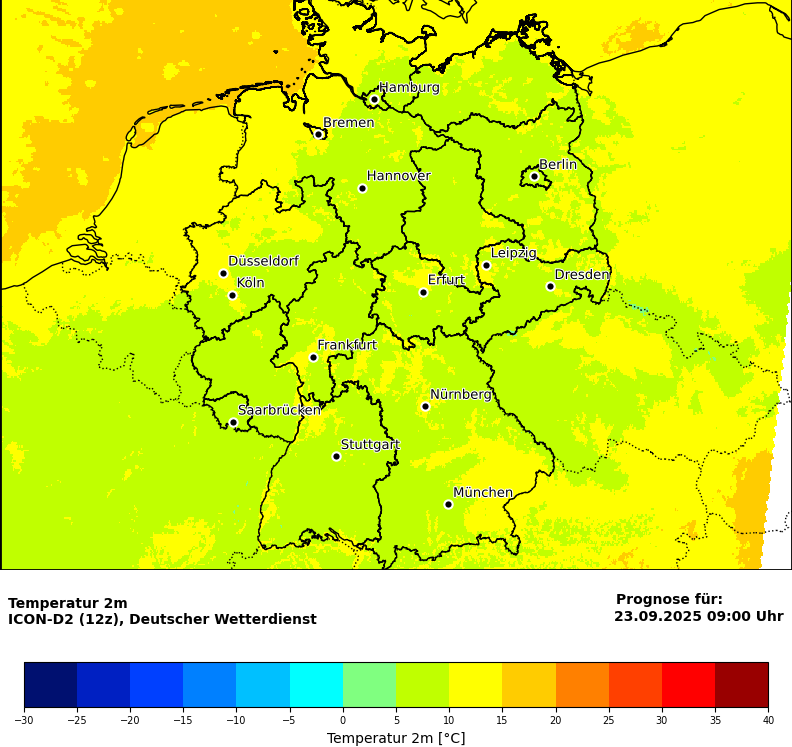 Hamburg
Bremen
Berlin
Hannover
Leipzig
Düsseldorf
Dresden
Köln
Erfurt
Frankfurt
Nürnberg
Saarbrücken
Stuttgart
München
Temperatur 2m
ICON-D2 (12z), Deutscher Wetterdienst
Prognose für:
23.09.2025 09:00 Uhr
−30 −25 −20 −15 −10 −5 0 5 10 15 20 25 30 35 40
Temperatur 2m [°C]